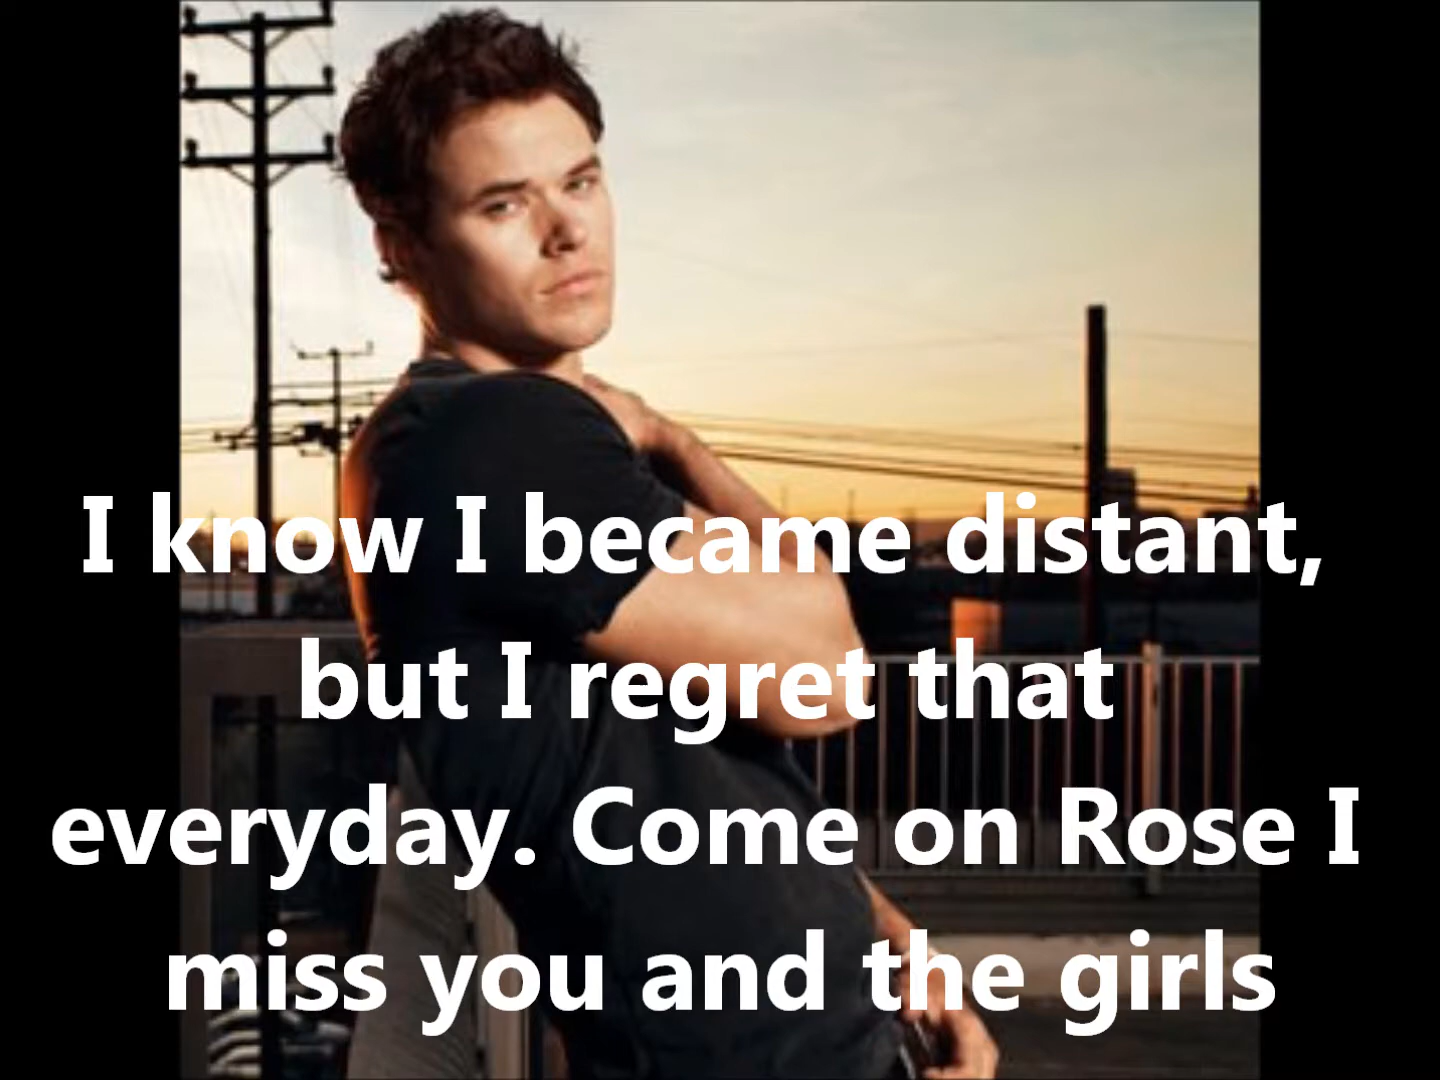 I know I became distant,
but I regret that
everyday. Come on Rose I
miss you and the girls